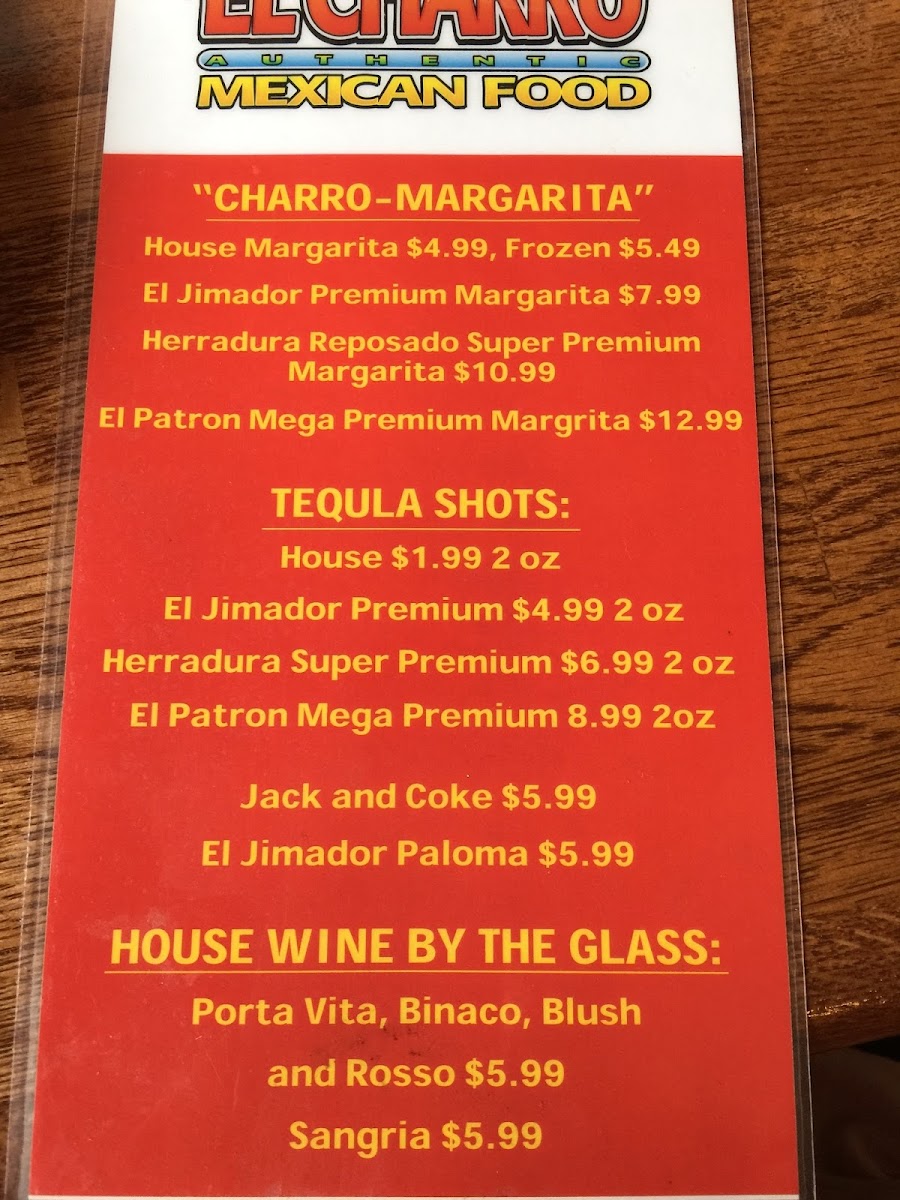 EL CHARRO
AUTHENTIC
MEXICAN FOOD
"CHARRO-MARGARITA"
House Margarita $4.99, Frozen $5.49
El Jimador Premium Margarita $7.99
Herradura Reposado Super Premium
Margarita $10.99
El Patron Mega Premium Margrita $12.99
TEQULA SHOTS:
House $1.99 2 oz
El Jimador Premium $4.99 2 oz
Herradura Super Premium $6.99 2 oz
El Patron Mega Premium 8.99 2oz
Jack and Coke $5.99
El Jimador Paloma $5.99
HOUSE WINE BY THE GLASS:
Porta Vita, Binaco, Blush
and Rosso $5.99
Sangria $5.99